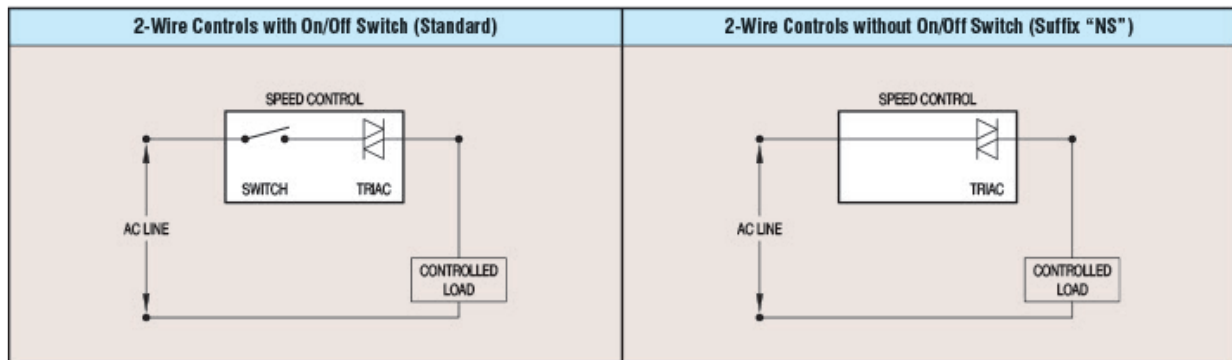 2-Wire Controls with On/Off Switch (Standard)
SPEED CONTROL
SWITCH
TRIAC
AC LINE
CONTROLLED
LOAD
2-Wire Controls without On/Off Switch (Suffix “NS”)
SPEED CONTROL
TRIAC
AC LINE
CONTROLLED
LOAD